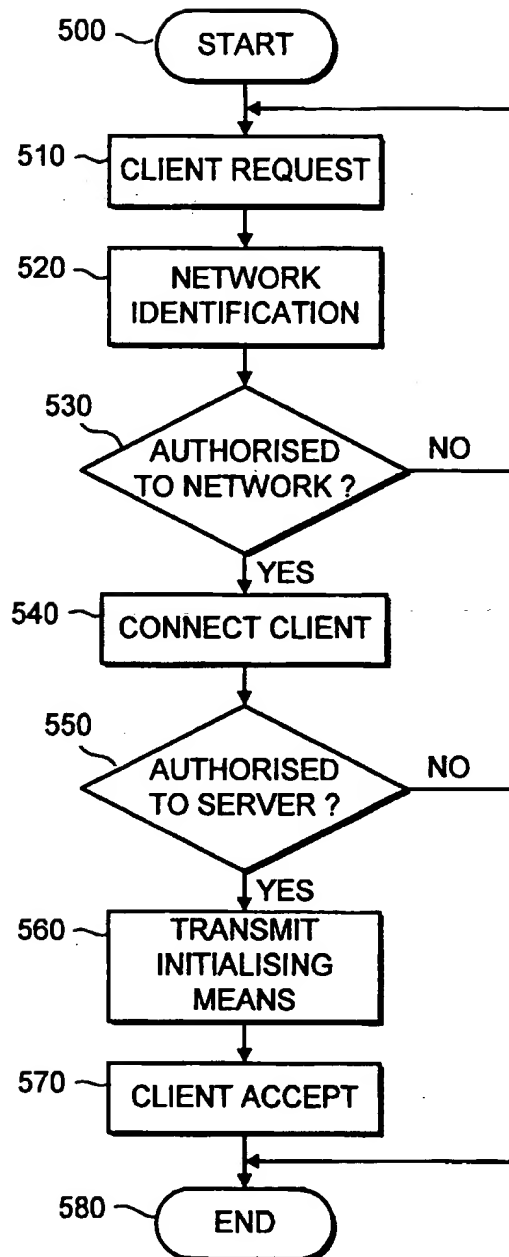 500
START
510
CLIENT REQUEST
520
NETWORK
IDENTIFICATION
530
AUTHORISED
TO NETWORK ?
NO
YES
540
CONNECT CLIENT
550
AUTHORISED
TO SERVER ?
NO
YES
560
TRANSMIT
INITIALISING
MEANS
570
CLIENT ACCEPT
580
END